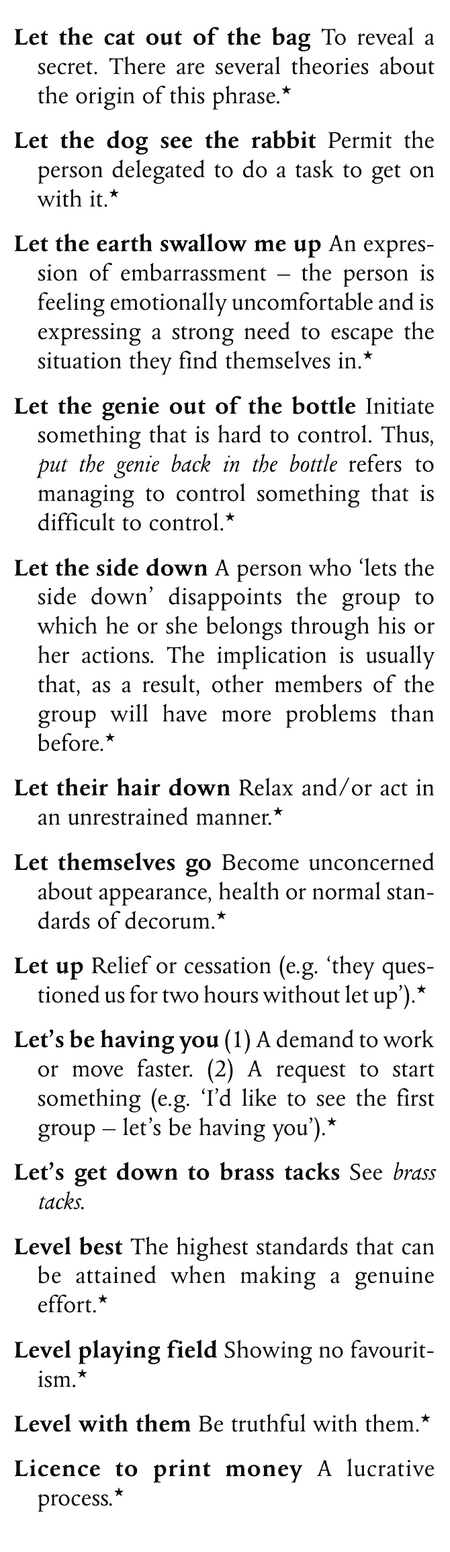 Let the cat out of the bag To reveal a
secret. There are several theories about
the origin of this phrase.★
Let the dog see the rabbit Permit the
person delegated to do a task to get on
with it.★
Let the earth swallow me up An expres-
sion of embarrassment – the person is
feeling emotionally uncomfortable and is
expressing a strong need to escape the
situation they find themselves in.★
Let the genie out of the bottle Initiate
something that is hard to control. Thus,
put the genie back in the bottle refers to
managing to control something that is
difficult to control.★
Let the side down A person who ‘lets the
side down’ disappoints the group to
which he or she belongs through his or
her actions. The implication is usually
that, as a result, other members of the
group will have more problems than
before.★
Let their hair down Relax and/or act in
an unrestrained manner.★
Let themselves go Become unconcerned
about appearance, health or normal stan-
dards of decorum.★
Let up Relief or cessation (e.g. ‘they ques-
tioned us for two hours without let up’).★
Let’s be having you (1) A demand to work
or move faster. (2) A request to start
something (e.g. ‘I’d like to see the first
group – let’s be having you’).★
Let’s get down to brass tacks See brass
tacks.
Level best The highest standards that can
be attained when making a genuine
effort.★
Level playing field Showing no favourit-
ism.★
Level with them Be truthful with them.★
Licence to print money A lucrative
process.★